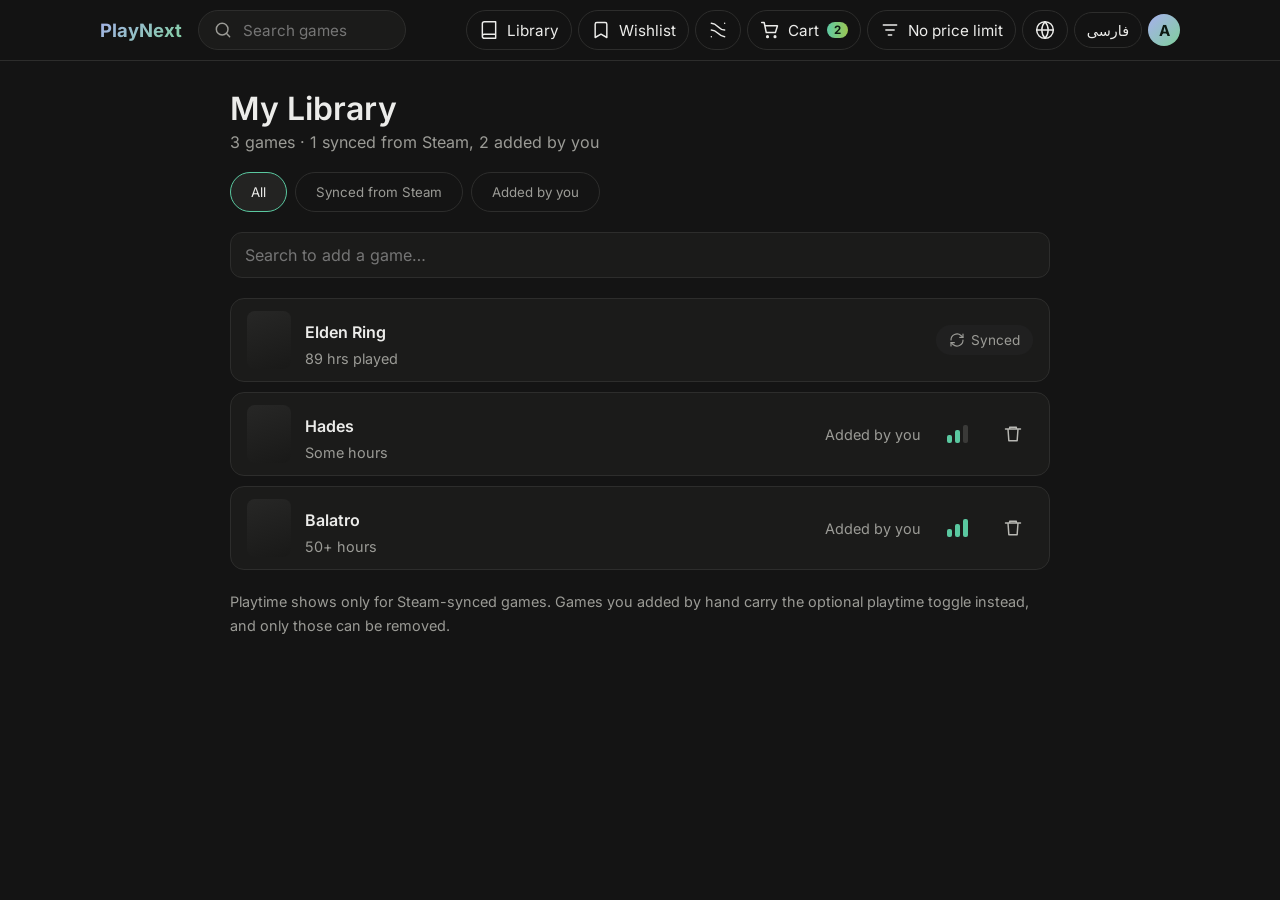 PlayNext
Search games
Library
Wishlist
Cart 2
No price limit
فارسی
A
My Library
3 games · 1 synced from Steam, 2 added by you
All
Synced from Steam
Added by you
Search to add a game...
Elden Ring
89 hrs played
Synced
Hades
Some hours
Added by you
Balatro
50+ hours
Added by you
Playtime shows only for Steam-synced games. Games you added by hand carry the optional playtime toggle instead,
and only those can be removed.